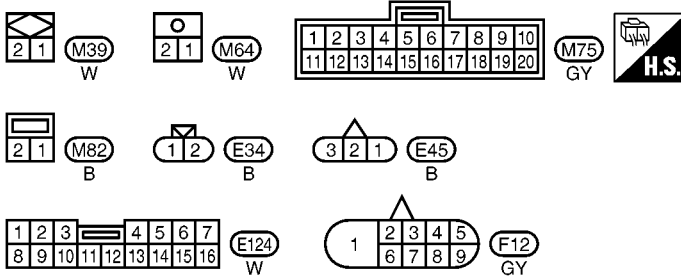 2 1 M39 W
2 1 M64 W
1 2 3 4 5 6 7 8 9 10
11 12 13 14 15 16 17 18 19 20
M75 GY
H.S.
2 1 M82 B
1 2 E34 B
3 2 1 E45 B
1 2 3 4 5 6 7
8 9 10 11 12 13 14 15 16
E124 W
1 2 3 4 5
6 7 8 9
F12 GY